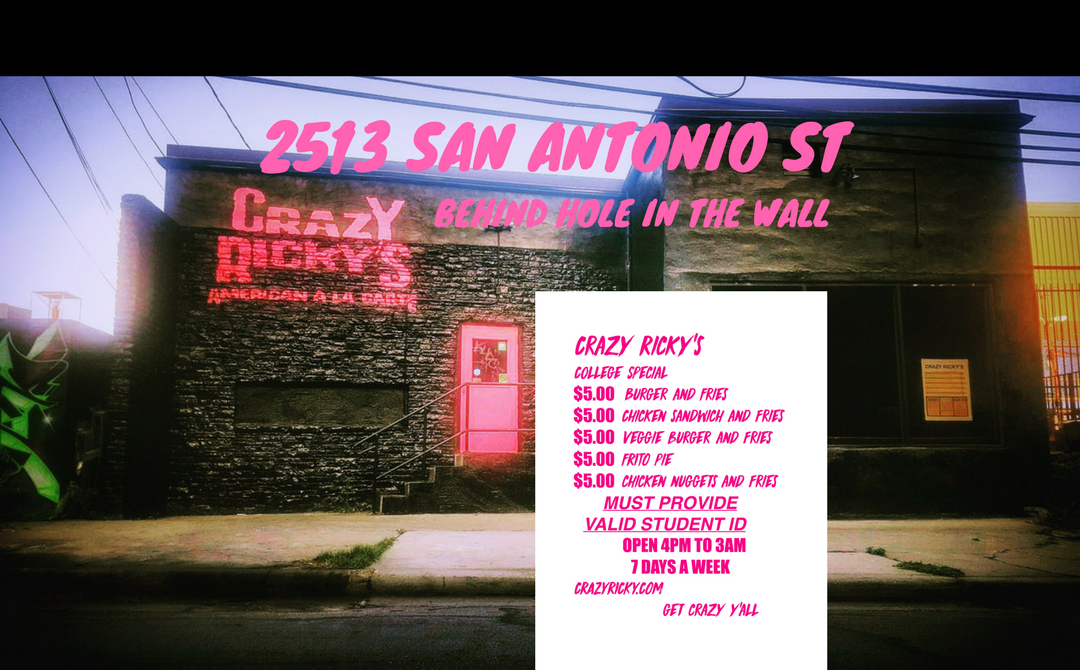 2513 SAN ANTONIO ST
BEHIND HOLE IN THE WALL
CRAZY
RICKY'S
AMERICAN A LA CARTE
CRAZY RICKY'S
CRAZY RICKY'S
COLLEGE SPECIAL
$5.00 BURGER AND FRIES
$5.00 CHICKEN SANDWICH AND FRIES
$5.00 VEGGIE BURGER AND FRIES
$5.00 FRITO PIE
$5.00 CHICKEN NUGGETS AND FRIES
MUST PROVIDE
VALID STUDENT ID
OPEN 4PM TO 3AM
7 DAYS A WEEK
CRAZYRICKY.COM
GET CRAZY Y'ALL